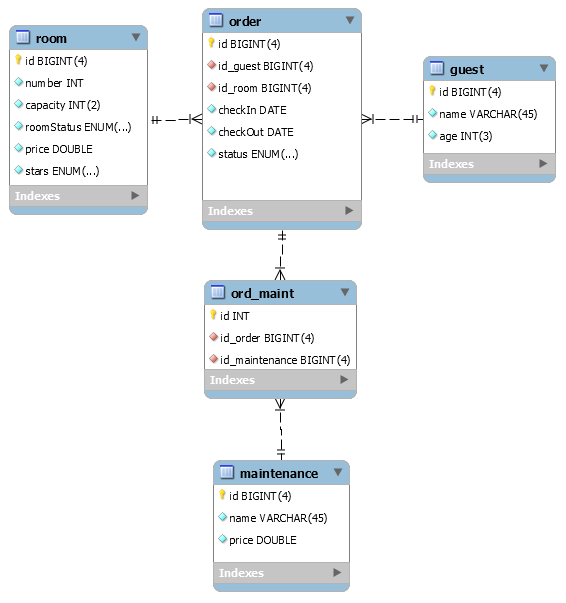 room
id BIGINT(4)
number INT
capacity INT(2)
roomStatus ENUM(...)
price DOUBLE
stars ENUM(...)
Indexes
order
id BIGINT(4)
id_guest BIGINT(4)
id_room BIGINT(4)
checkIn DATE
checkOut DATE
status ENUM(...)
Indexes
guest
id BIGINT(4)
name VARCHAR(45)
age INT(3)
Indexes
ord_maint
id INT
id_order BIGINT(4)
id_maintenance BIGINT(4)
Indexes
maintenance
id BIGINT(4)
name VARCHAR(45)
price DOUBLE
Indexes